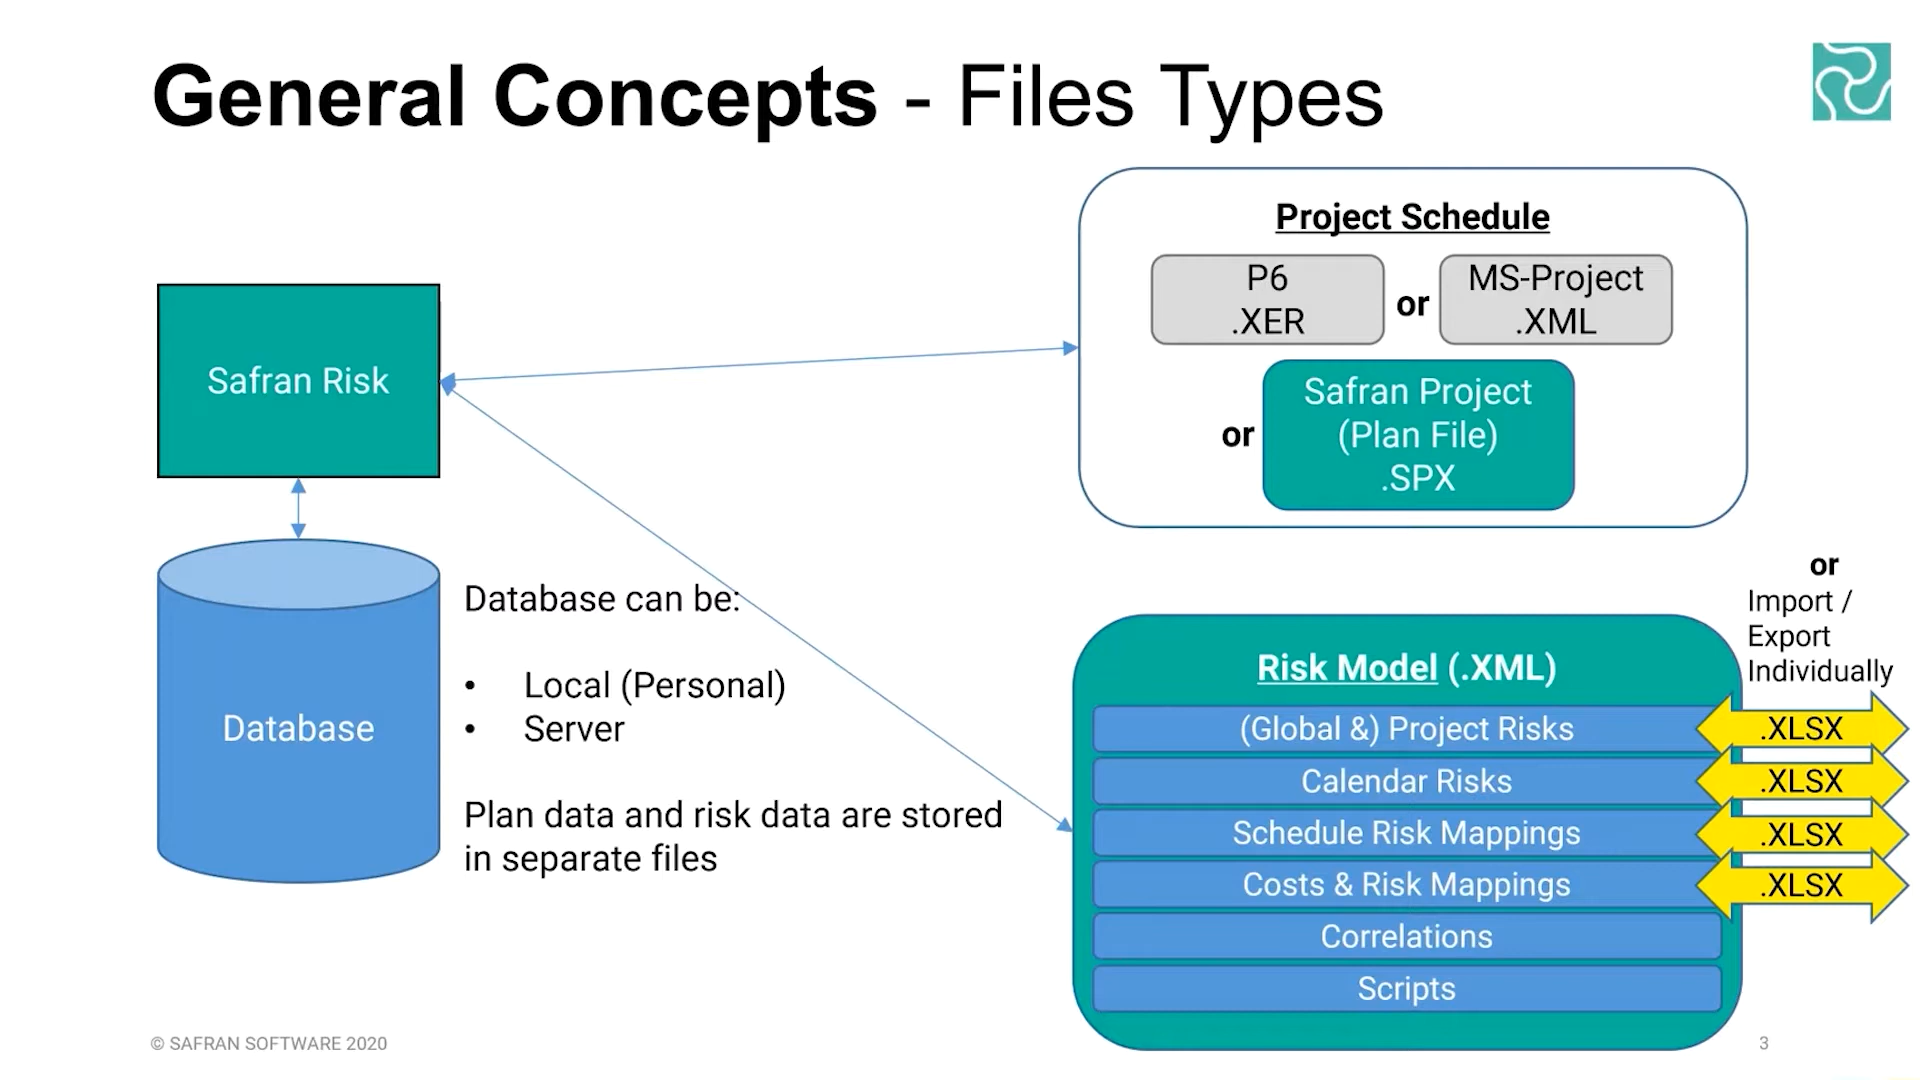 General Concepts - Files Types
Project Schedule
P6
.XER
or
MS-Project
.XML
or
Safran Project
(Plan File)
.SPX
Safran Risk
Database
Database can be:
• Local (Personal)
• Server
Plan data and risk data are stored
in separate files
or
Import /
Export
Individually
Risk Model (.XML)
(Global &) Project Risks
.XLSX
Calendar Risks
.XLSX
Schedule Risk Mappings
.XLSX
Costs & Risk Mappings
.XLSX
Correlations
Scripts
© SAFRAN SOFTWARE 2020
3